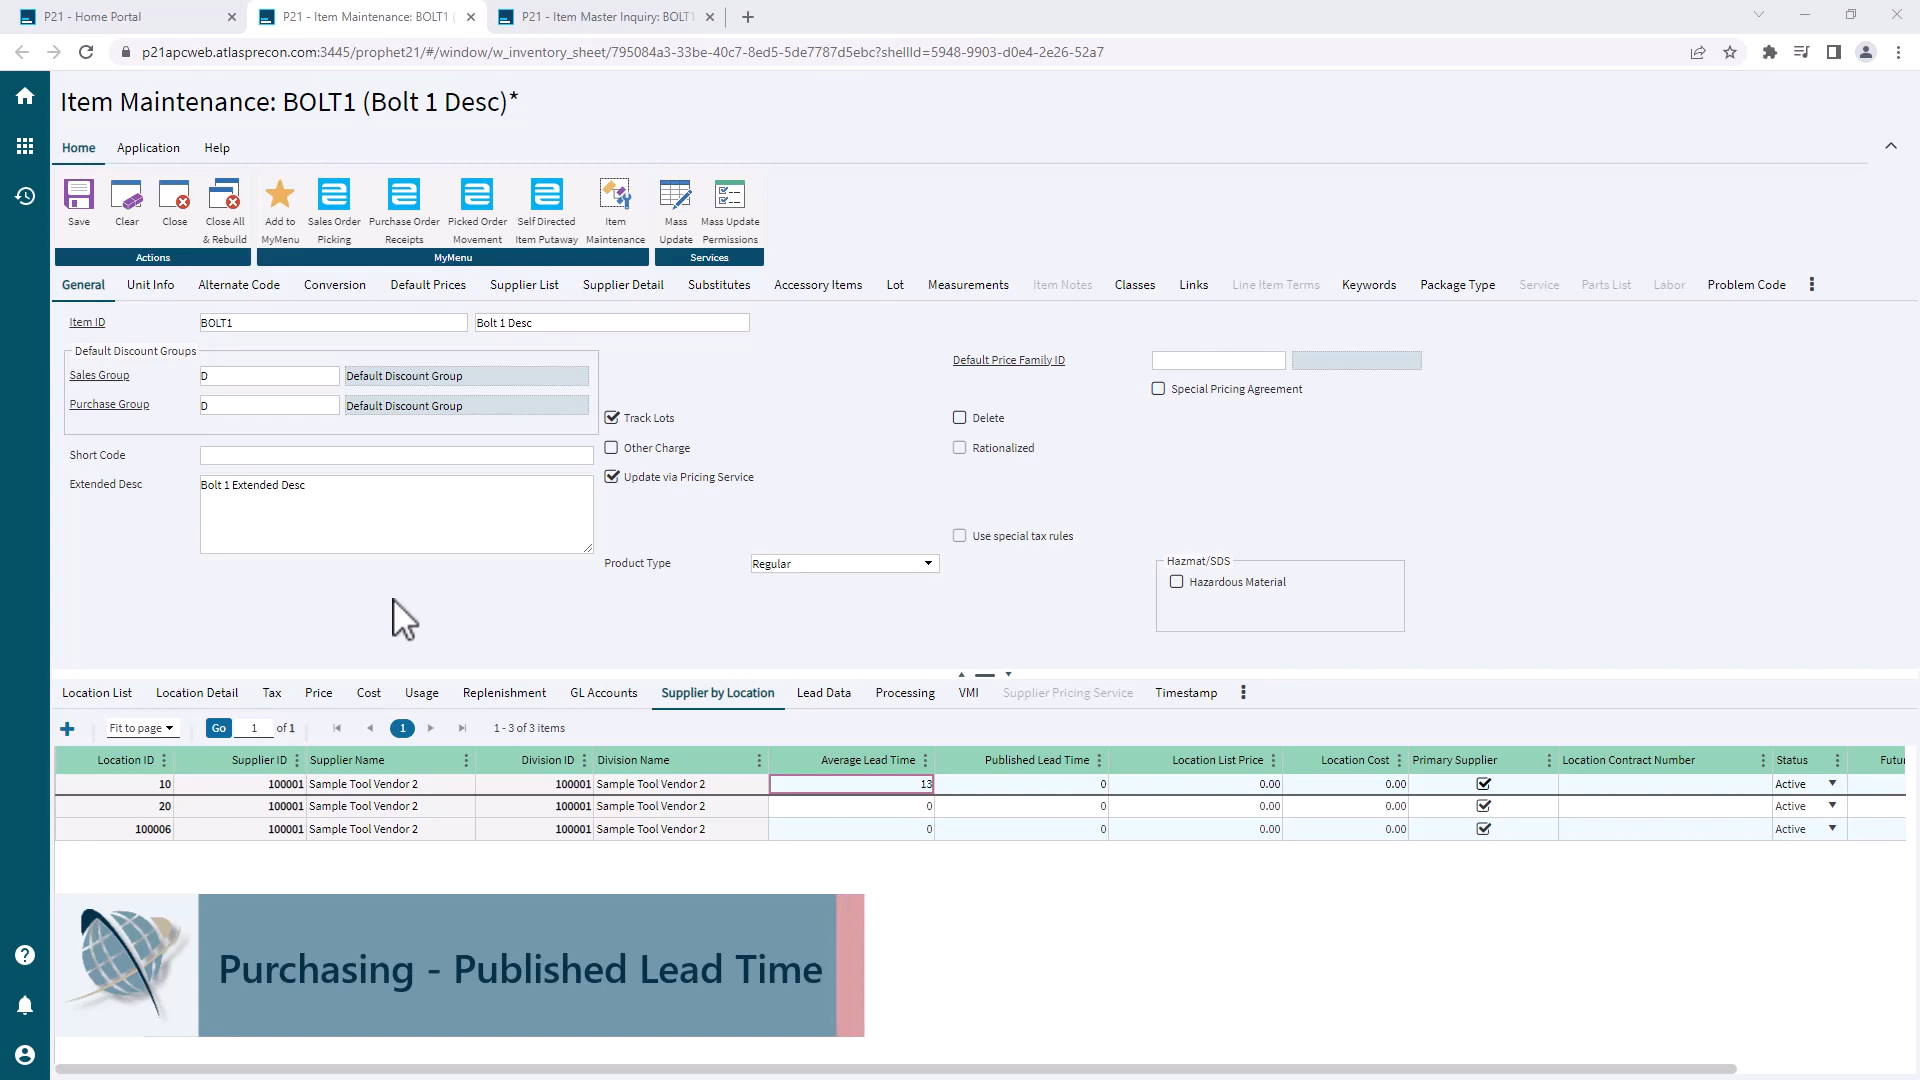 P21 - Home Portal
P21 - Item Maintenance: BOLT1 (
P21 - Item Master Inquiry: BOLT1
p21apcweb.atlasprecon.com:3445/prophet21/#/window/w_inventory_sheet/795084a3-33be-40c7-8ed5-5de7787d5ebc?shellId=5948-9903-d0e4-2e26-52a7
Item Maintenance: BOLT1 (Bolt 1 Desc)*
Home Application Help
Save Clear Close Close All & Rebuild Add to MyMenu Sales Order Picking Purchase Order Receipts Picked Order Movement Self Directed Item Putaway Item Maintenance Mass Update Mass Update Permissions
Actions MyMenu Services
General Unit Info Alternate Code Conversion Default Prices Supplier List Supplier Detail Substitutes Accessory Items Lot Measurements Item Notes Classes Links Line Item Terms Keywords Package Type Service Parts List Labor Problem Code
Item ID BOLT1 Bolt 1 Desc
Default Discount Groups
Default Price Family ID
Sales Group D Default Discount Group
Special Pricing Agreement
Purchase Group D Default Discount Group
Track Lots Delete
Other Charge Rationalized
Short Code
Update via Pricing Service
Extended Desc Bolt 1 Extended Desc
Use special tax rules
Product Type Regular
Hazmat/SDS
Hazardous Material
Location List Location Detail Tax Price Cost Usage Replenishment GL Accounts Supplier by Location Lead Data Processing VMI Supplier Pricing Service Timestamp
Fit to page Go 1 of 1 1 1 - 3 of 3 items
Location ID Supplier ID Supplier Name Division ID Division Name Average Lead Time Published Lead Time Location List Price Location Cost Primary Supplier Location Contract Number Status Futu
10 100001 Sample Tool Vendor 2 100001 Sample Tool Vendor 2 13 0 0.00 0.00 Active
20 100001 Sample Tool Vendor 2 100001 Sample Tool Vendor 2 0 0 0.00 0.00 Active
100006 100001 Sample Tool Vendor 2 100001 Sample Tool Vendor 2 0 0 0.00 0.00 Active
Purchasing - Published Lead Time